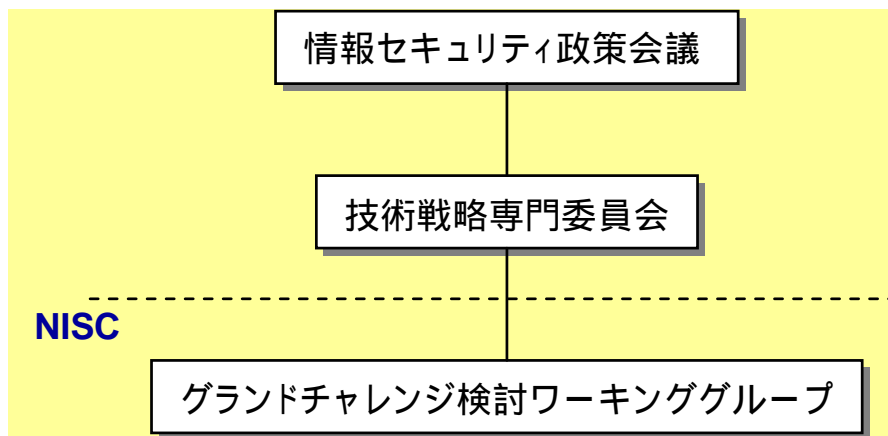 情報セキュリティ政策会議
技術戦略専門委員会
NISC
グランドチャレンジ検討ワーキンググループ